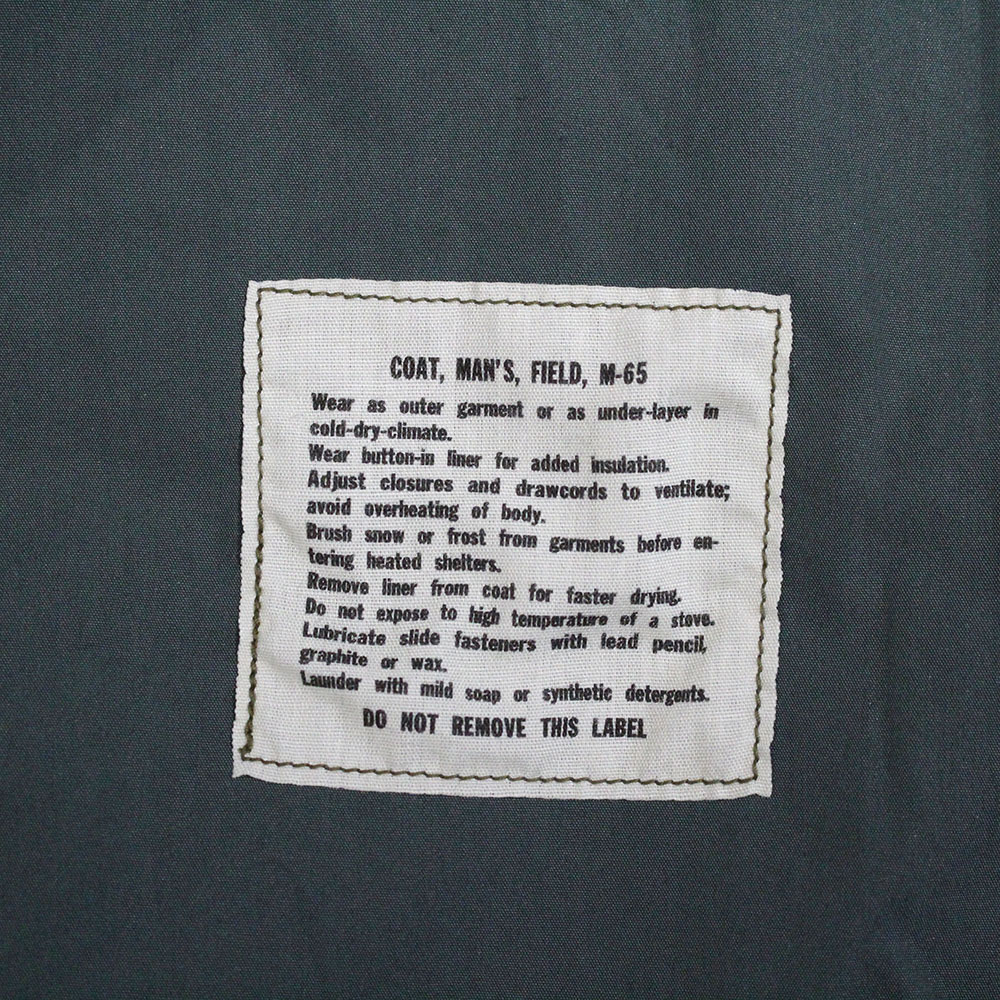 COAT, MAN'S, FIELD, M-65
Wear as outer garment or as under-layer in
cold-dry-climate.
Wear button-in liner for added insulation.
Adjust closures and drawcords to ventilate;
avoid overheating of body.
Brush snow or frost from garments before en-
tering heated shelters.
Remove liner from coat for faster drying.
Do not expose to high temperature of a stove.
Lubricate slide fasteners with lead pencil,
graphite or wax.
Launder with mild soap or synthetic detergents.
DO NOT REMOVE THIS LABEL